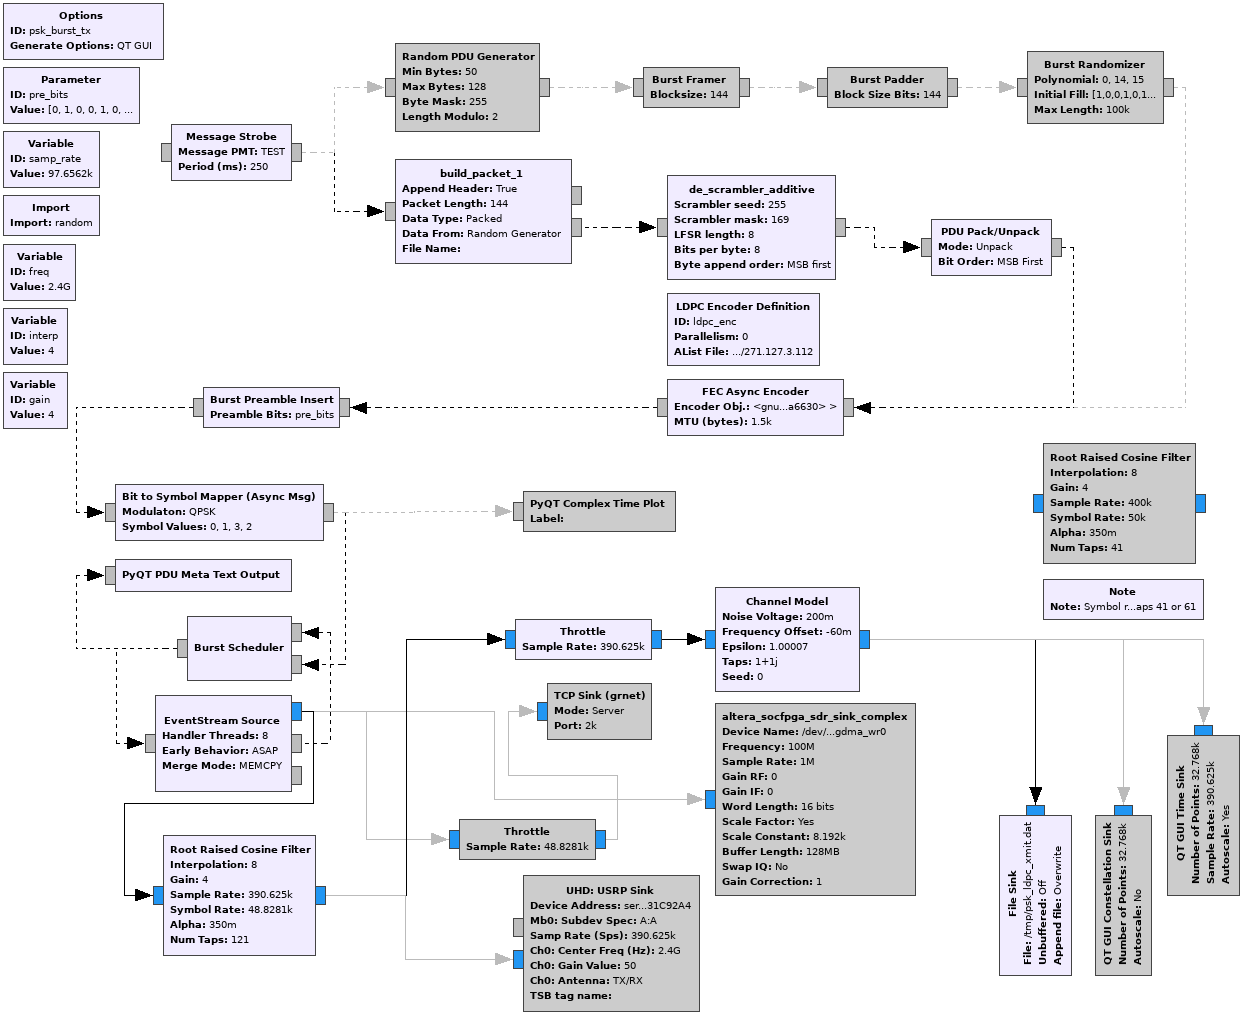 Options
ID: psk_burst_tx
Generate Options: QT GUI
Parameter
ID: pre_bits
Value: [0, 1, 0, 0, 1, 0, ...
Variable
ID: samp_rate
Value: 97.6562k
Import
Import: random
Variable
ID: freq
Value: 2.4G
Variable
ID: interp
Value: 4
Variable
ID: gain
Value: 4
Message Strobe
Message PMT: TEST
Period (ms): 250
Random PDU Generator
Min Bytes: 50
Max Bytes: 128
Byte Mask: 255
Length Modulo: 2
Burst Framer
Blocksize: 144
Burst Padder
Block Size Bits: 144
Burst Randomizer
Polynomial: 0, 14, 15
Initial Fill: [1,0,0,1,0,1...
Max Length: 100k
build_packet_1
Append Header: True
Packet Length: 144
Data Type: Packed
Data From: Random Generator
File Name:
de_scrambler_additive
Scrambler seed: 255
Scrambler mask: 169
LFSR length: 8
Bits per byte: 8
Byte append order: MSB first
PDU Pack/Unpack
Mode: Unpack
Bit Order: MSB First
LDPC Encoder Definition
ID: ldpc_enc
Parallelism: 0
AList File: .../271.127.3.112
FEC Async Encoder
Encoder Obj.: <gnu...a6630> >
MTU (bytes): 1.5k
Burst Preamble Insert
Preamble Bits: pre_bits
Bit to Symbol Mapper (Async Msg)
Modulaton: QPSK
Symbol Values: 0, 1, 3, 2
PyQT Complex Time Plot
Label:
Root Raised Cosine Filter
Interpolation: 8
Gain: 4
Sample Rate: 400k
Symbol Rate: 50k
Alpha: 350m
Num Taps: 41
Note
Note: Symbol r...aps 41 or 61
PyQT PDU Meta Text Output
Burst Scheduler
EventStream Source
Handler Threads: 8
Early Behavior: ASAP
Merge Mode: MEMCPY
Throttle
Sample Rate: 390.625k
Channel Model
Noise Voltage: 200m
Frequency Offset: -60m
Epsilon: 1.00007
Taps: 1+1j
Seed: 0
TCP Sink (grnet)
Mode: Server
Port: 2k
altera_socfpga_sdr_sink_complex
Device Name: /dev/...gdma_wr0
Frequency: 100M
Sample Rate: 1M
Gain RF: 0
Gain IF: 0
Word Length: 16 bits
Scale Factor: Yes
Scale Constant: 8.192k
Buffer Length: 128MB
Swap IQ: No
Gain Correction: 1
Throttle
Sample Rate: 48.8281k
Root Raised Cosine Filter
Interpolation: 8
Gain: 4
Sample Rate: 390.625k
Symbol Rate: 48.8281k
Alpha: 350m
Num Taps: 121
UHD: USRP Sink
Device Address: ser...31C92A4
Mb0: Subdev Spec: A:A
Samp Rate (Sps): 390.625k
Ch0: Center Freq (Hz): 2.4G
Ch0: Gain Value: 50
Ch0: Antenna: TX/RX
TSB tag name:
File Sink
File: /tmp/psk_ldpc_xmit.dat
Unbuffered: Off
Append file: Overwrite
QT GUI Constellation Sink
Number of Points: 32.768k
Autoscale: No
QT GUI Time Sink
Number of Points: 32.768k
Sample Rate: 390.625k
Autoscale: Yes